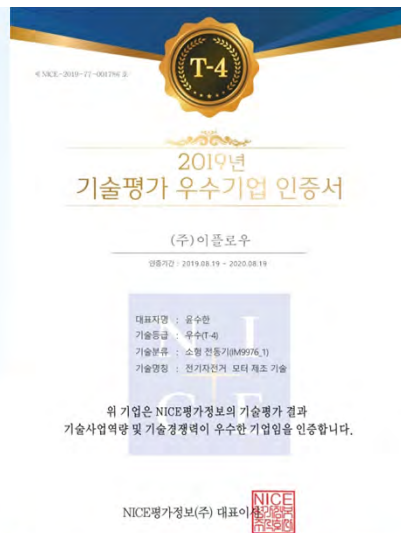 T-4
< NICE-2019-77-001786 호
2019년
기술평가 우수기업 인증서
(주)이플로우
인증기간 : 2019.08.19 ~ 2020.08.19
대표자명 : 윤수한
기술등급 : 우수(T-4)
기술분류 : 소형 전동기(IM9976_1)
기술명칭 : 전기자전거 모터 제조 기술
위 기업은 NICE평가정보의 기술평가 결과
기술사업역량 및 기술경쟁력이 우수한 기업임을 인증합니다.
NICE평가정보(주) 대표이사
NICE